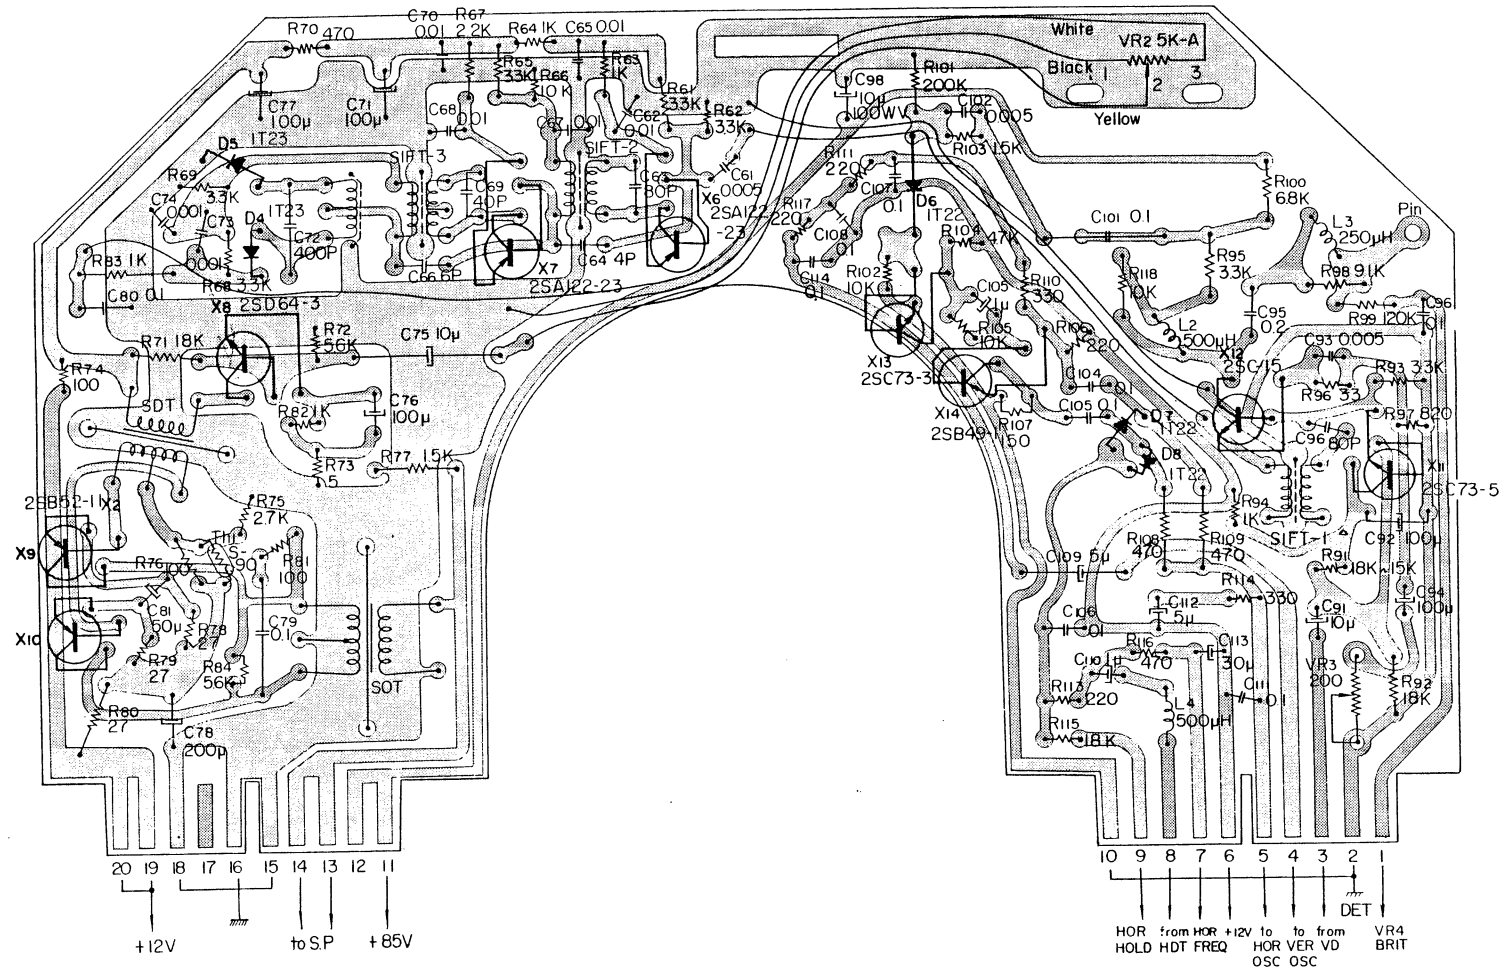 R70 470
C70 0.01
R67 2.2K
R64 1K
C65 0.01
R63 1K
R65 33K
R66 10K
C77 100μ
C71 100μ
C68 0.01
C67 0.01
C62 0.01
R61 3.3K
R62 3.3K
D5 1T23
SIFT-3
SIFT-2
R69 3.3K
C74 0.001
C73 0.001
D4 1T23
C72 400P
C69 40P
C63 80P
C61 0.005
X6 2SA122-23
R83 1K
C80 0.1
R68 3.3K
C66 6P
X7 2SA122-23
C64 4P
X8 2SD64-3
R71 18K
R72 56K
C75 10μ
R74 100
SDT
R82 1K
C76 100μ
R73 5
R77 1.5K
2SB52-11X2
R75 2.7K
X9
Th1 S-90
R76 100
R81 100
X10
C81 50μ
R78 27
C79 0.1
R79 27
R84 56K
SOT
R80 27
C78 200μ
White
VR2 5K-A
Black 1 2 3
Yellow
C98 10μ 100WV
R101 200K
C102 0.005
R103 1.5K
R111 220
C107 0.1
D6 1T22
R117 220
C108 0.1
R104 47K
C101 0.1
R100 6.8K
L3 250μH
Pin
C114 0.1
R102 10K
C105 1μ
R110 330
R118 10K
R95 33K
R98 91K
R99 120K
C96 0.1
R105 10K
R106 220
L2 500μH
C95 0.2
X13 2SC73-3
X12 2SC-15
C93 0.005
R93 33K
X14 2SB49-1
C104 0.1
R96 33
R97 820
R107 150
C105 0.1
D7 1T22
C96 80P
D8 1T22
X11 2SC73-5
R94 1K
SIFT-1
C92 100μ
C109 5μ
R108 470
R109 470
R91 18K~15K
R114 330
C94 100μ
C106 0.1
C112 5μ
C91 10μ
R116 470
C113 30μ
C110 1μ
VR3 200
R92 18K
R113 220
L4 500μH
C111 0.1
R115 18K
20 19 18 17 16 15 14 13 12 11
+12V
to S.P
+85V
10 9 8 7 6 5 4 3 2 1
DET
HOR HOLD
from HDT
HOR FREQ
+12V
to HOR OSC
to VER OSC
from VD
VR4 BRIT